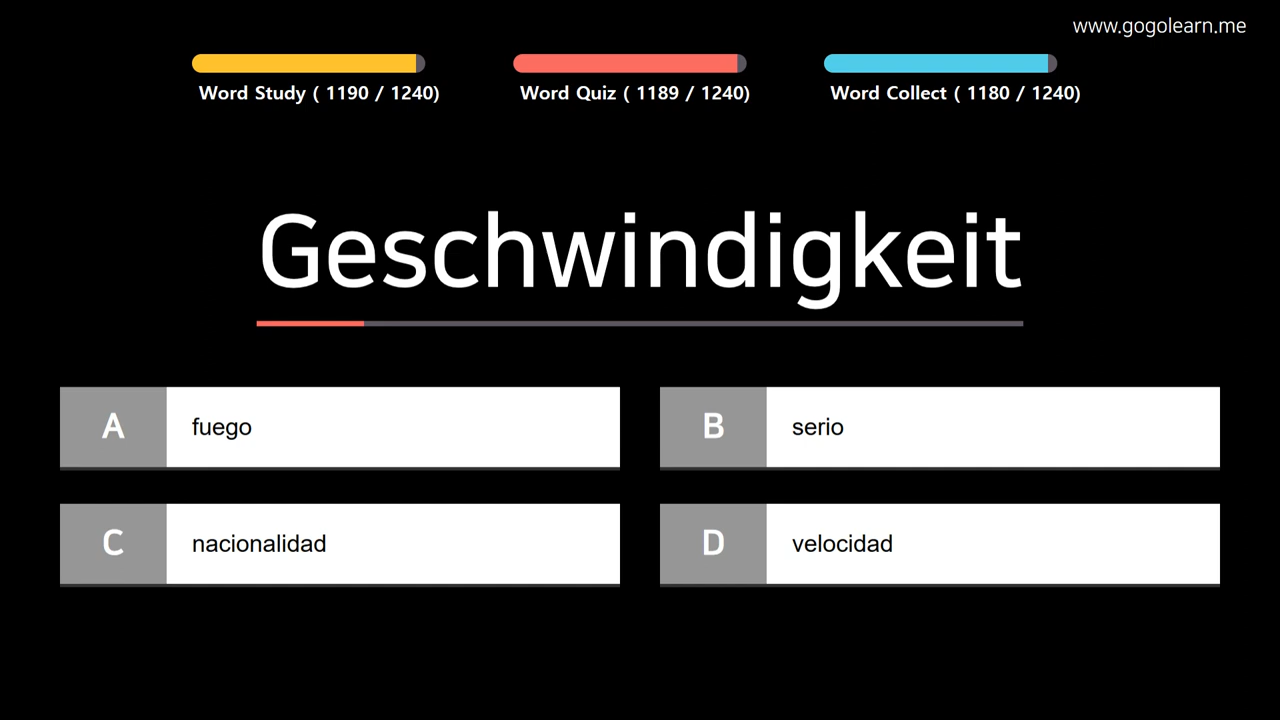 www.gogolearn.me
Word Study ( 1190 / 1240)
Word Quiz ( 1189 / 1240)
Word Collect ( 1180 / 1240)
Geschwindigkeit
A fuego
B serio
C nacionalidad
D velocidad